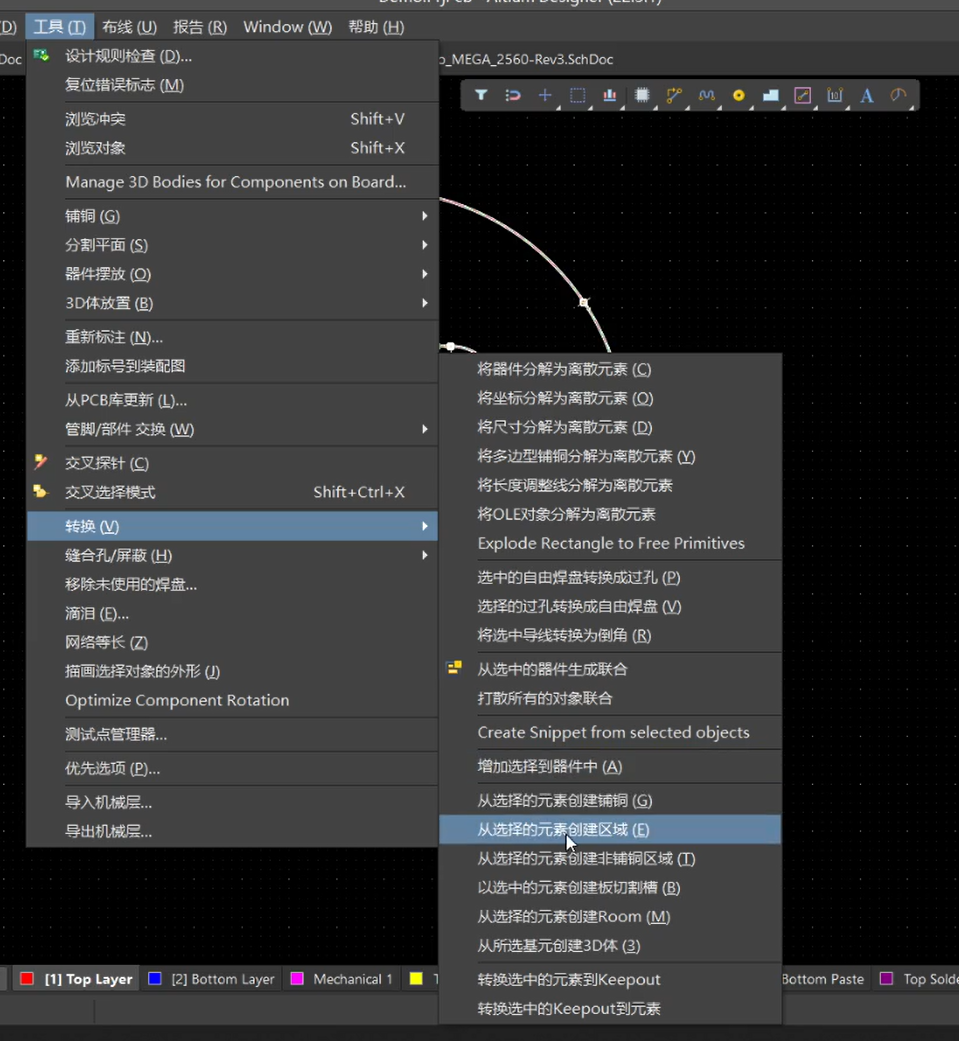 Demo.PrjPcb - Altium Designer (22.3.1)
(D) 工具 (T) 布线 (U) 报告 (R) Window (W) 帮助 (H)
Doc
o_MEGA_2560-Rev3.SchDoc
设计规则检查 (D)...
复位错误标志 (M)
浏览冲突 Shift+V
浏览对象 Shift+X
Manage 3D Bodies for Components on Board...
铺铜 (G)
分割平面 (S)
器件摆放 (O)
3D体放置 (B)
重新标注 (N)...
添加标号到装配图
从PCB库更新 (L)...
管脚/部件 交换 (W)
交叉探针 (C)
交叉选择模式 Shift+Ctrl+X
转换 (V)
缝合孔/屏蔽 (H)
移除未使用的焊盘...
滴泪 (E)...
网络等长 (Z)
描画选择对象的外形 (J)
Optimize Component Rotation
测试点管理器...
优先选项 (P)...
导入机械层...
导出机械层...
将器件分解为离散元素 (C)
将坐标分解为离散元素 (O)
将尺寸分解为离散元素 (D)
将多边型铺铜分解为离散元素 (Y)
将长度调整线分解为离散元素
将OLE对象分解为离散元素
Explode Rectangle to Free Primitives
选中的自由焊盘转换成过孔 (P)
选择的过孔转换成自由焊盘 (V)
将选中导线转换为倒角 (R)
从选中的器件生成联合
打散所有的对象联合
Create Snippet from selected objects
增加选择到器件中 (A)
从选择的元素创建铺铜 (G)
从选择的元素创建区域 (E)
从选择的元素创建非铺铜区域 (T)
以选中的元素创建板切割槽 (B)
从选择的元素创建Room (M)
从所选基元创建3D体 (3)
转换选中的元素到Keepout
转换选中的Keepout到元素
[1] Top Layer [2] Bottom Layer Mechanical 1 T Bottom Paste Top Solde